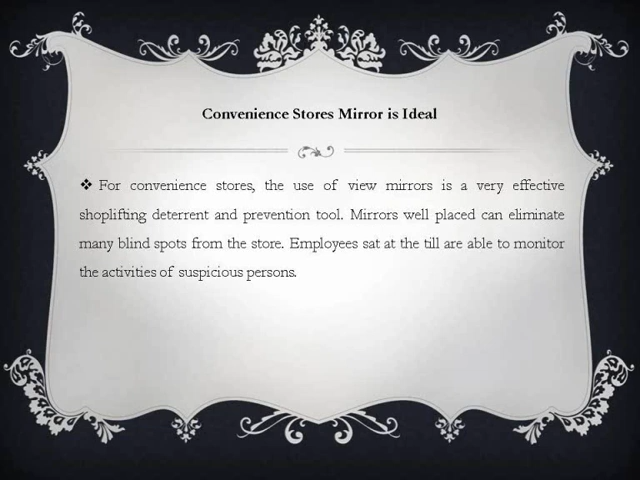 Convenience Stores Mirror is Ideal
❖ For convenience stores, the use of view mirrors is a very effective
shoplifting deterrent and prevention tool. Mirrors well placed can eliminate
many blind spots from the store. Employees sat at the till are able to monitor
the activities of suspicious persons.